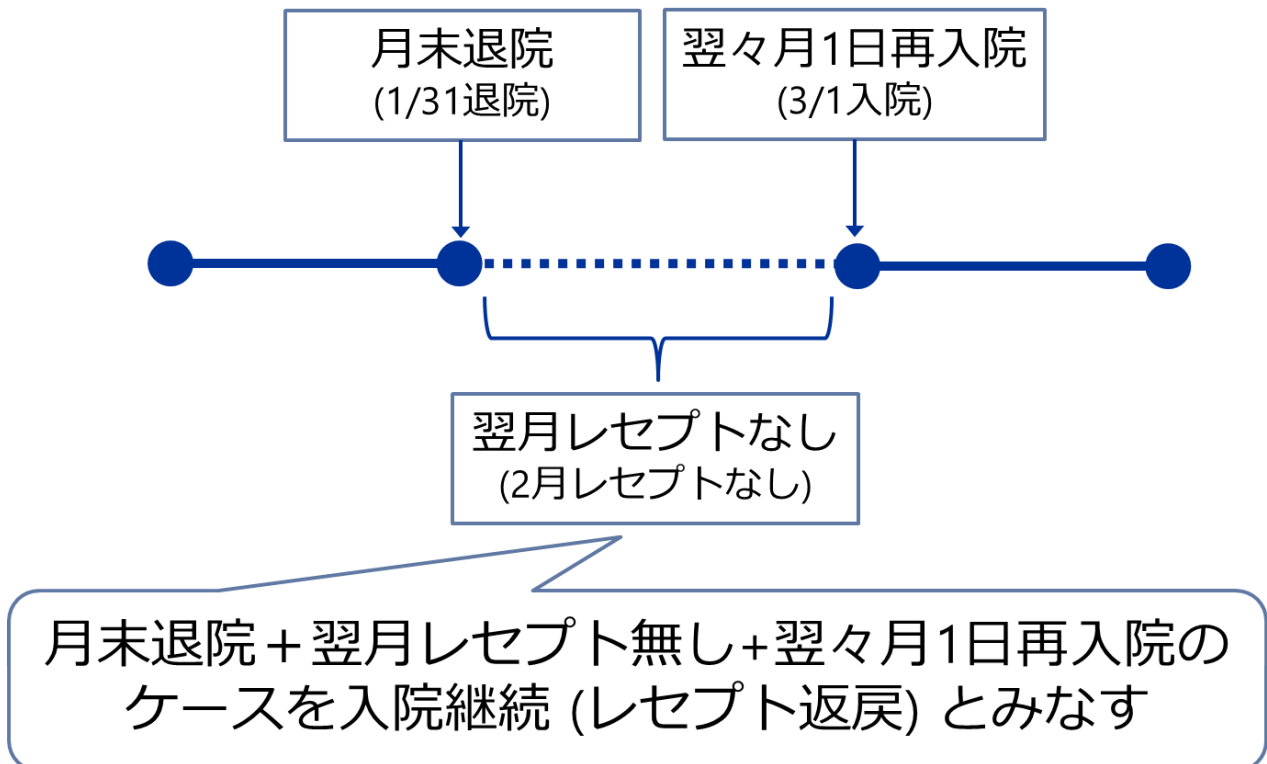 月末退院
(1/31退院)
翌々月1日再入院
(3/1入院)
翌月レセプトなし
(2月レセプトなし)
月末退院＋翌月レセプト無し+翌々月1日再入院の
ケースを入院継続 (レセプト返戻) とみなす